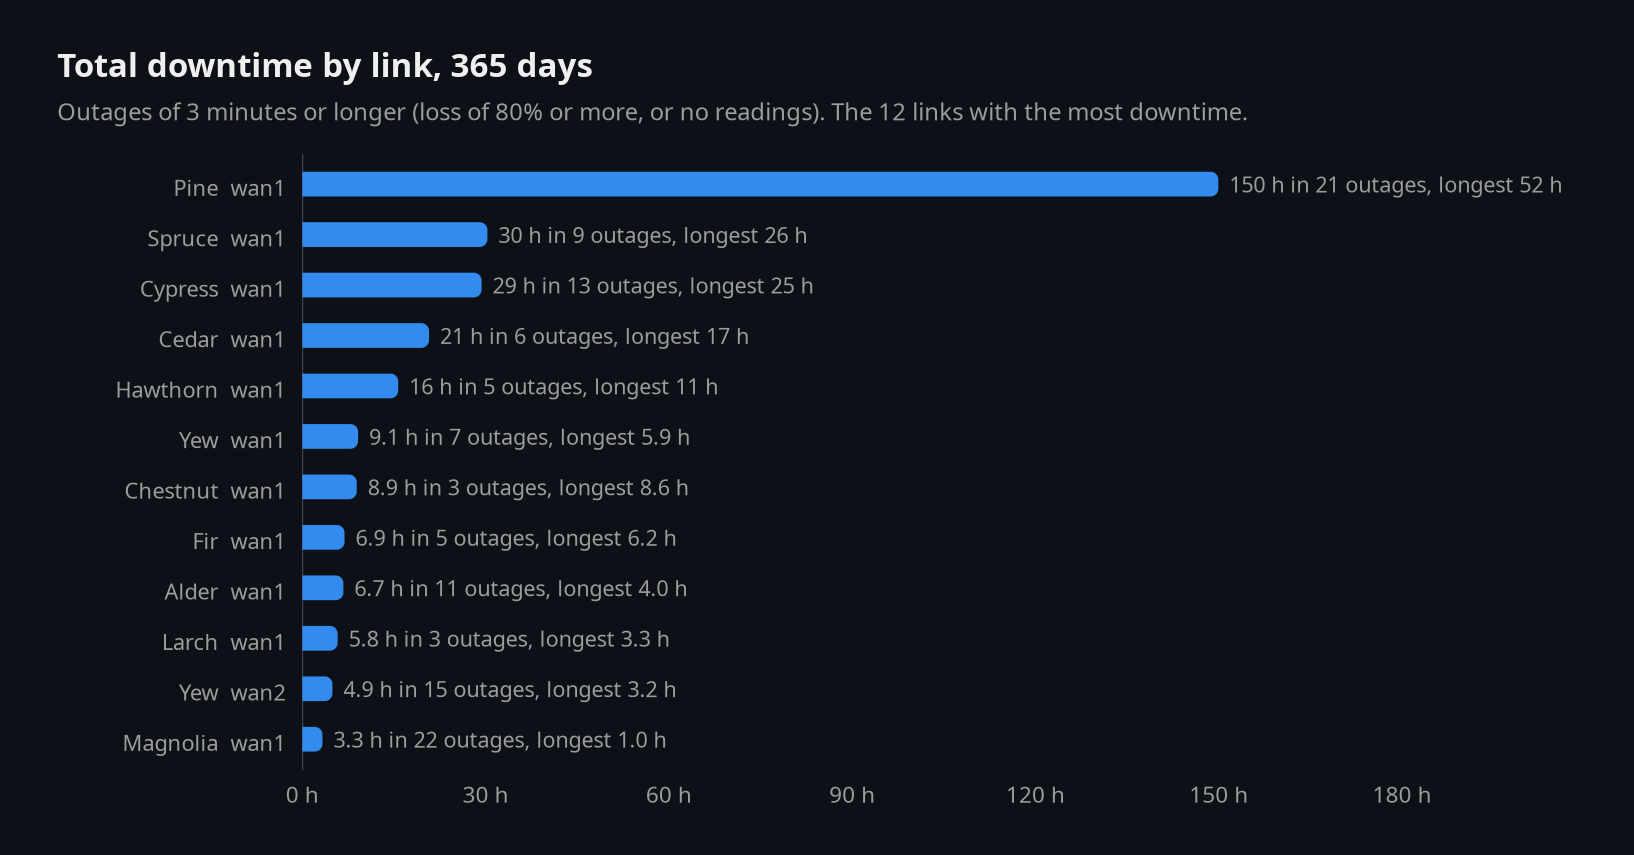 Total downtime by link, 365 days
Outages of 3 minutes or longer (loss of 80% or more, or no readings). The 12 links with the most downtime.
Pine wan1 150 h in 21 outages, longest 52 h
Spruce wan1 30 h in 9 outages, longest 26 h
Cypress wan1 29 h in 13 outages, longest 25 h
Cedar wan1 21 h in 6 outages, longest 17 h
Hawthorn wan1 16 h in 5 outages, longest 11 h
Yew wan1 9.1 h in 7 outages, longest 5.9 h
Chestnut wan1 8.9 h in 3 outages, longest 8.6 h
Fir wan1 6.9 h in 5 outages, longest 6.2 h
Alder wan1 6.7 h in 11 outages, longest 4.0 h
Larch wan1 5.8 h in 3 outages, longest 3.3 h
Yew wan2 4.9 h in 15 outages, longest 3.2 h
Magnolia wan1 3.3 h in 22 outages, longest 1.0 h
0 h 30 h 60 h 90 h 120 h 150 h 180 h